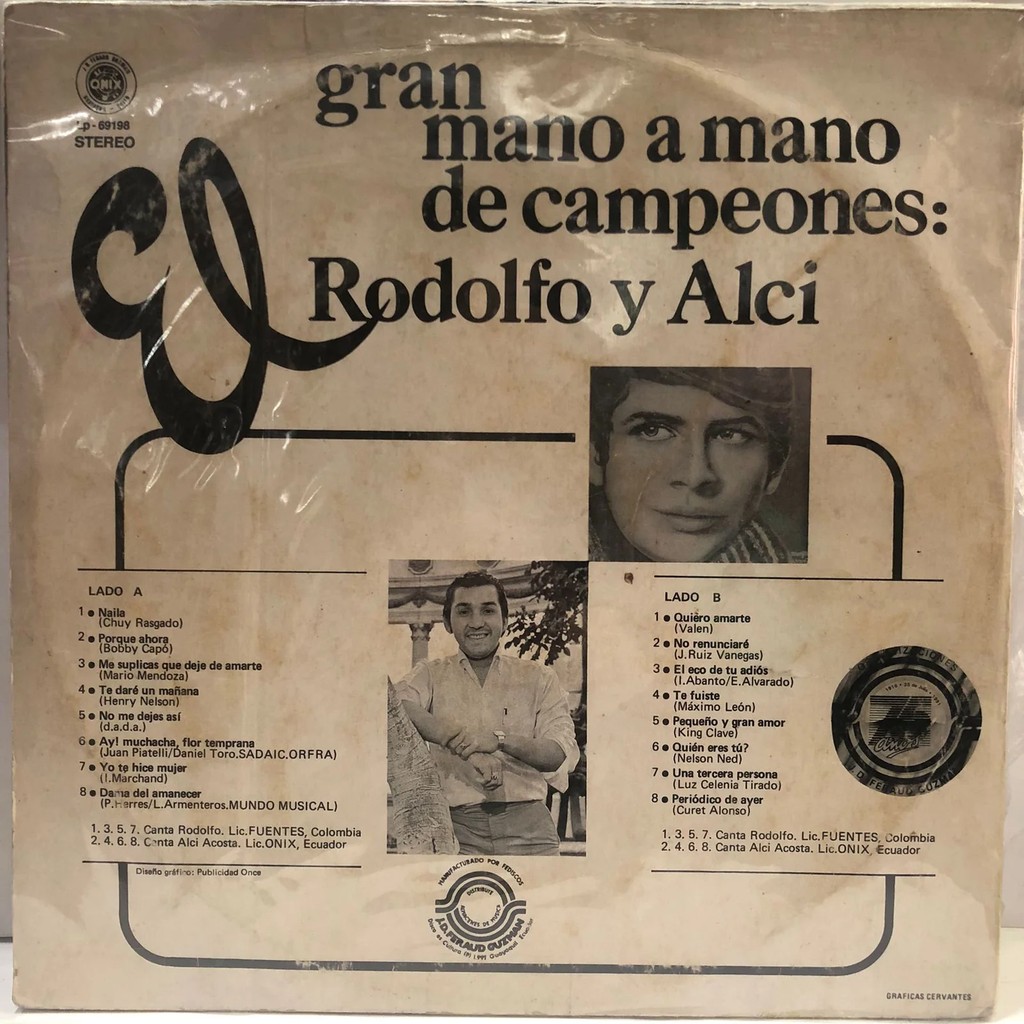 ONIX
Lp-69198
STEREO
El
gran
mano a mano
de campeones:
Rodolfo y Alci
LADO A
1 • Naila
(Chuy Rasgado)
2 • Porque ahora
(Bobby Capó)
3 • Me suplicas que deje de amarte
(Mario Mendoza)
4 • Te daré un mañana
(Henry Nelson)
5 • No me dejes así
(d.a.d.a.)
6 • Ay! muchacha, flor temprana
(Juan Piatelli/Daniel Toro.SADAIC.ORFRA)
7 • Yo te hice mujer
(I.Marchand)
8 • Dama del amanecer
(P.Herres/L.Armenteros.MUNDO MUSICAL)
1. 3. 5. 7. Canta Rodolfo. Lic.FUENTES, Colombia
2. 4. 6. 8. Canta Alci Acosta. Lic.ONIX, Ecuador
Diseño gráfico: Publicidad Once
LADO B
1 • Quiero amarte
(Valen)
2 • No renunciaré
(J.Ruiz Vanegas)
3 • El eco de tu adiós
(I.Abanto/E.Alvarado)
4 • Te fuiste
(Máximo León)
5 • Pequeño y gran amor
(King Clave)
6 • Quién eres tú?
(Nelson Ned)
7 • Una tercera persona
(Luz Celenia Tirado)
8 • Periódico de ayer
(Curet Alonso)
1. 3. 5. 7. Canta Rodolfo. Lic.FUENTES, Colombia
2. 4. 6. 8. Canta Alci Acosta. Lic.ONIX, Ecuador
75
años
MANUFACTURADO POR FEDISCOS
DISTRIBUYE
ALMACENES DE MUSICA
J.D. FERAUD GUZMAN
GRAFICAS CERVANTES